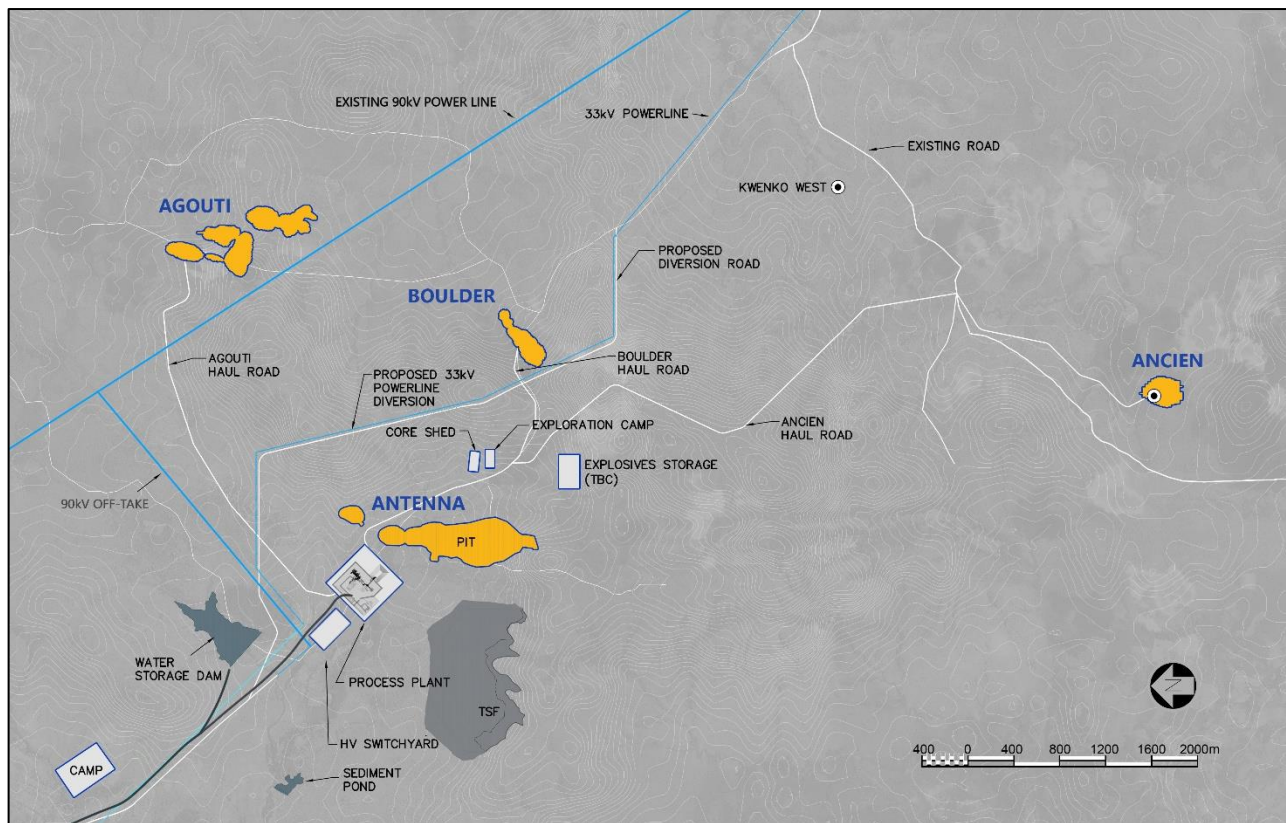 EXISTING 90kV POWER LINE
33kV POWERLINE
EXISTING ROAD
KWENKO WEST
AGOUTI
PROPOSED
DIVERSION ROAD
BOULDER
AGOUTI
HAUL ROAD
PROPOSED 33kV
POWERLINE
DIVERSION
BOULDER
HAUL ROAD
ANCIEN
ANCIEN
HAUL ROAD
CORE SHED
EXPLORATION CAMP
EXPLOSIVES STORAGE
(TBC)
90kV OFF-TAKE
ANTENNA
PIT
WATER
STORAGE DAM
PROCESS PLANT
TSF
HV SWITCHYARD
CAMP
SEDIMENT
POND
N
400 0 400 800 1200 1600 2000m